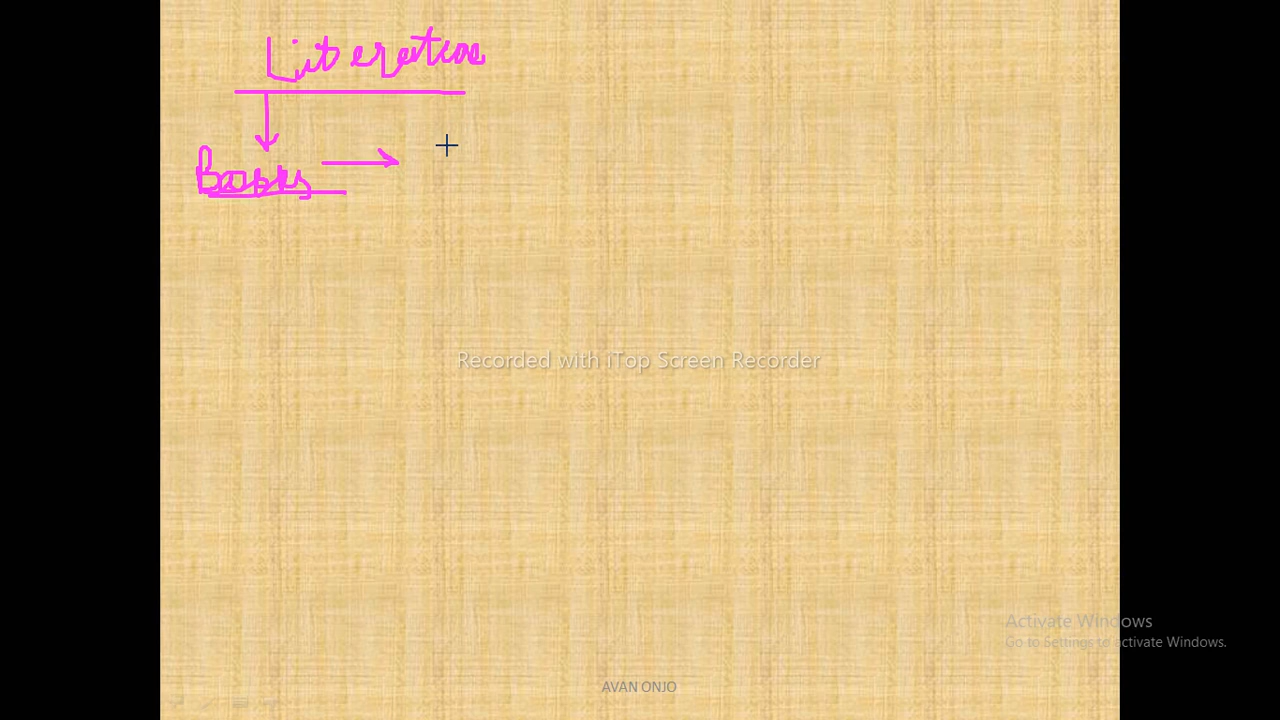 Literature
Books
Recorded with iTop Screen Recorder
Activate Windows
Go to Settings to activate Windows.
AVAN ONJO